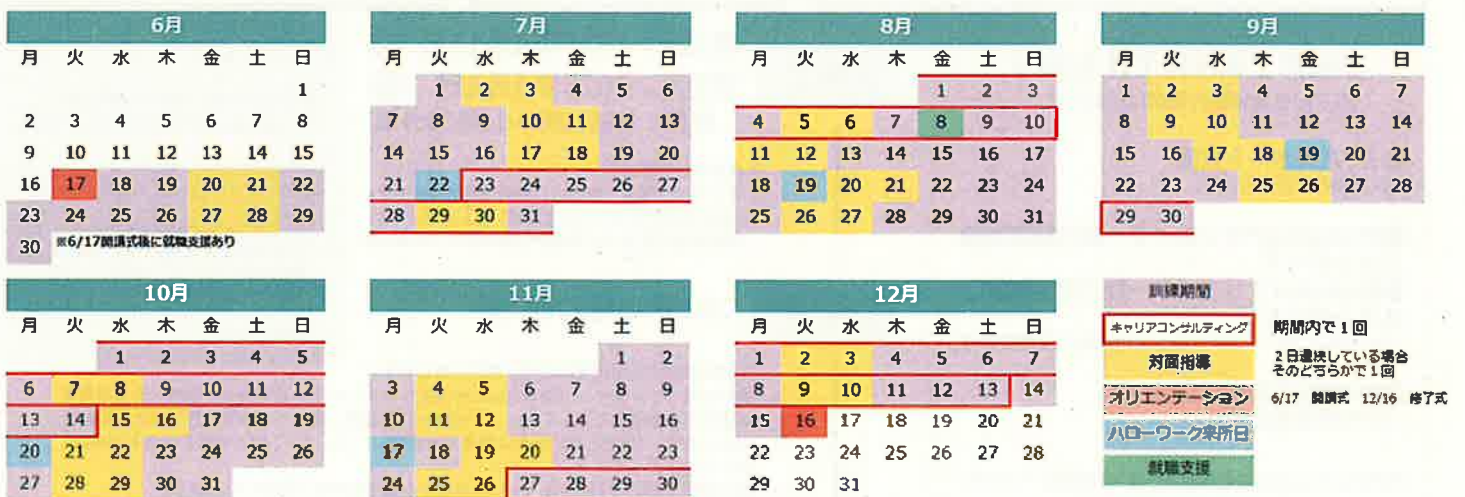 6月
月 火 水 木 金 土 日
1
2 3 4 5 6 7 8
9 10 11 12 13 14 15
16 17 18 19 20 21 22
23 24 25 26 27 28 29
30 ※6/17開講式後に就職支援あり
7月
月 火 水 木 金 土 日
1 2 3 4 5 6
7 8 9 10 11 12 13
14 15 16 17 18 19 20
21 22 23 24 25 26 27
28 29 30 31
8月
月 火 水 木 金 土 日
1 2 3
4 5 6 7 8 9 10
11 12 13 14 15 16 17
18 19 20 21 22 23 24
25 26 27 28 29 30 31
9月
月 火 水 木 金 土 日
1 2 3 4 5 6 7
8 9 10 11 12 13 14
15 16 17 18 19 20 21
22 23 24 25 26 27 28
29 30
10月
月 火 水 木 金 土 日
1 2 3 4 5
6 7 8 9 10 11 12
13 14 15 16 17 18 19
20 21 22 23 24 25 26
27 28 29 30 31
11月
月 火 水 木 金 土 日
1 2
3 4 5 6 7 8 9
10 11 12 13 14 15 16
17 18 19 20 21 22 23
24 25 26 27 28 29 30
12月
月 火 水 木 金 土 日
1 2 3 4 5 6 7
8 9 10 11 12 13 14
15 16 17 18 19 20 21
22 23 24 25 26 27 28
29 30 31
訓練期間
キャリアコンサルティング 期間内で1回
対面指導 2日連続している場合
そのどちらかで1回
オリエンテーション 6/17 開講式 12/16 修了式
ハローワーク来所日
就職支援